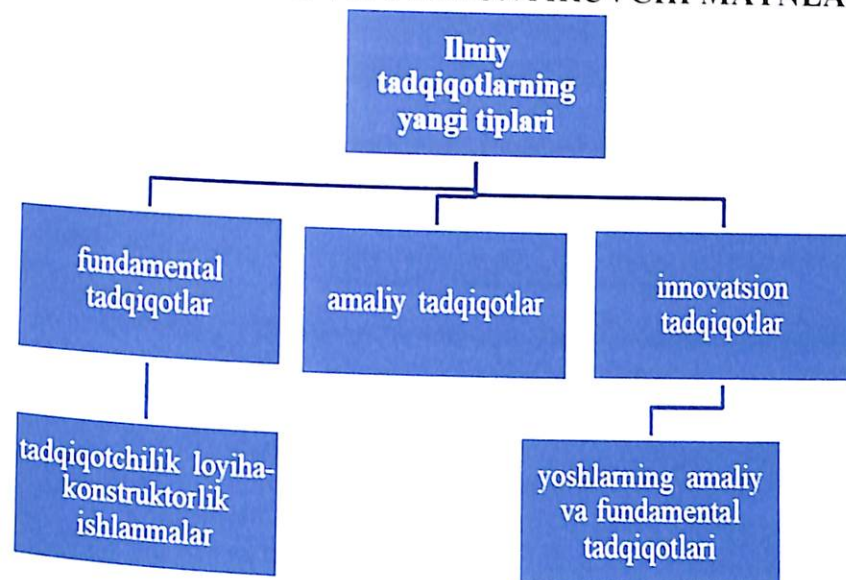 Ilmiy
tadqiqotlarning
yangi tiplari
fundamental
tadqiqotlar
amaliy tadqiqotlar
innovatsion
tadqiqotlar
tadqiqotchilik loyiha-
konstruktorlik
ishlanmalar
yoshlarning amaliy
va fundamental
tadqiqotlari